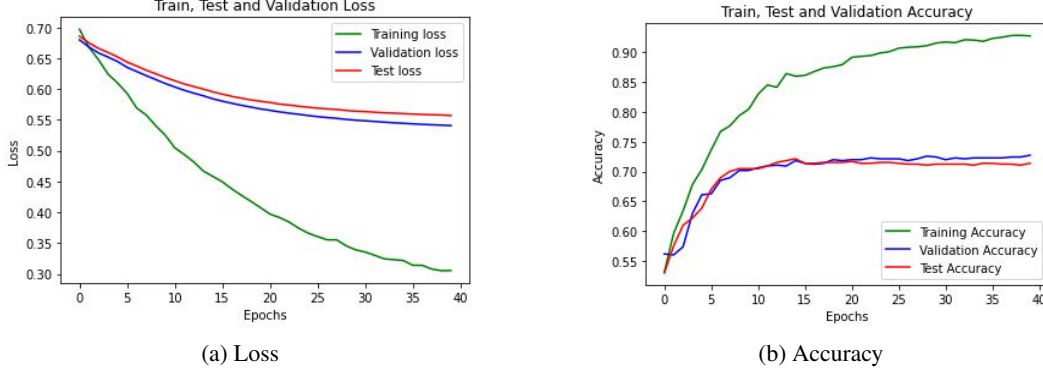 Train, Test and Validation Loss
0.70
0.65
0.60
0.55
0.50
0.45
0.40
0.35
0.30
Loss
Training loss
Validation loss
Test loss
0 5 10 15 20 25 30 35 40
Epochs
(a) Loss
Train, Test and Validation Accuracy
0.90
0.85
0.80
0.75
0.70
0.65
0.60
0.55
Accuracy
Training Accuracy
Validation Accuracy
Test Accuracy
0 5 10 15 20 25 30 35 40
Epochs
(b) Accuracy